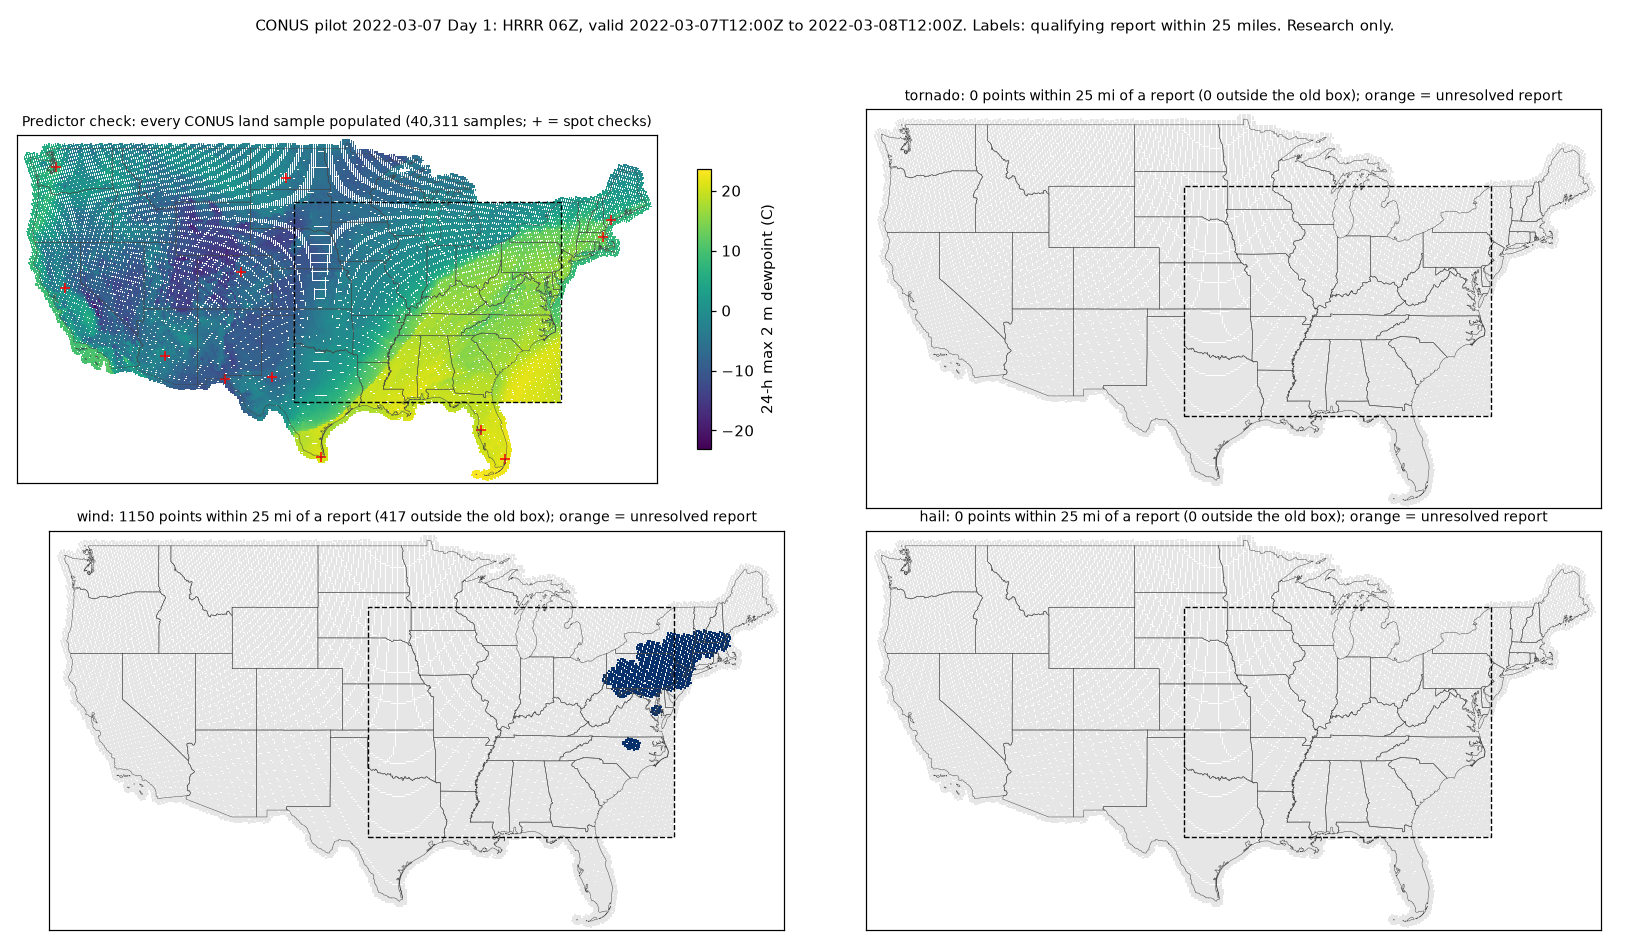 CONUS pilot 2022-03-07 Day 1: HRRR 06Z, valid 2022-03-07T12:00Z to 2022-03-08T12:00Z. Labels: qualifying report within 25 miles. Research only.
Predictor check: every CONUS land sample populated (40,311 samples; + = spot checks)
20
10
0
−10
−20
24-h max 2 m dewpoint (C)
tornado: 0 points within 25 mi of a report (0 outside the old box); orange = unresolved report
wind: 1150 points within 25 mi of a report (417 outside the old box); orange = unresolved report
hail: 0 points within 25 mi of a report (0 outside the old box); orange = unresolved report